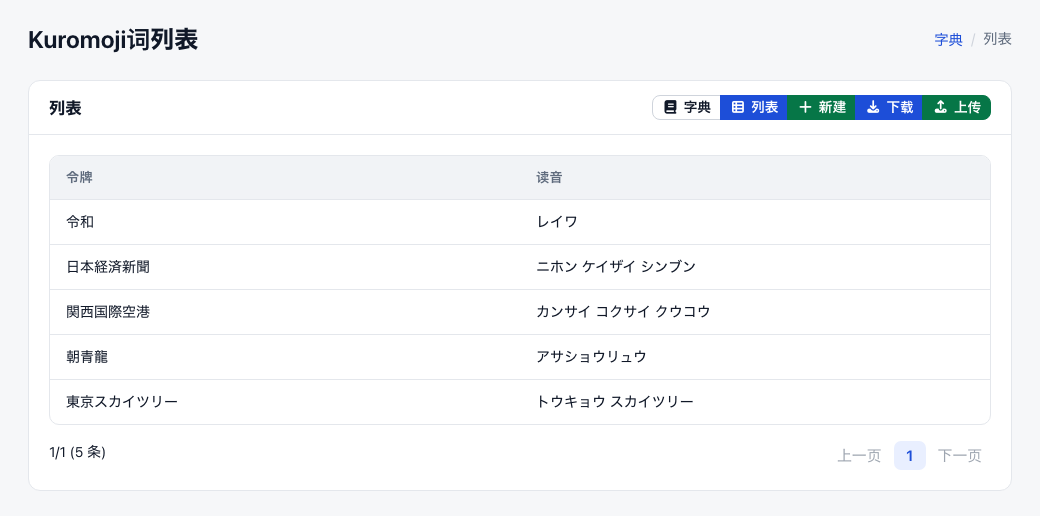 Kuromoji词列表
字典 / 列表
列表
字典 列表 新建 下载 上传
令牌 读音
令和 レイワ
日本経済新聞 ニホン ケイザイ シンブン
関西国際空港 カンサイ コクサイ クウコウ
朝青龍 アサショウリュウ
東京スカイツリー トウキョウ スカイツリー
1/1 (5 条)
上一页 1 下一页